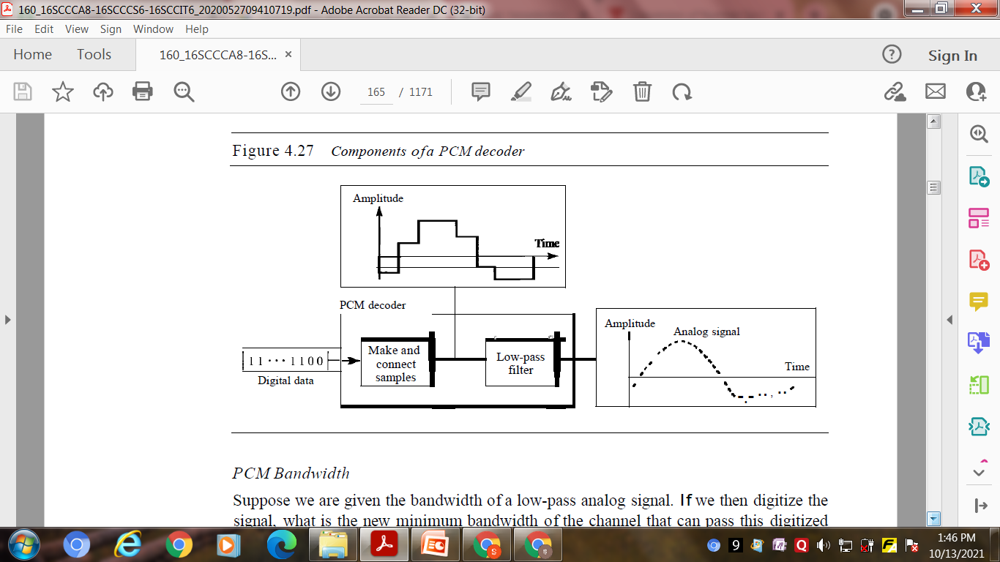 160_16SCCCA8-16SCCCS6-16SCCIT6_2020052709410719.pdf - Adobe Acrobat Reader DC (32-bit)
File Edit View Sign Window Help
Home Tools 160_16SCCCA8-16S... × ? Sign In
165 / 1171
Figure 4.27 Components ofa PCM decoder
Amplitude
Time
PCM decoder
Amplitude
Analog signal
Time
11 ··· 1100
Digital data
Make and
connect
samples
Low-pass
filter
PCM Bandwidth
Suppose we are given the bandwidth of a low-pass analog signal. If we then digitize the
signal, what is the new minimum bandwidth of the channel that can pass this digitized
1:46 PM
10/13/2021